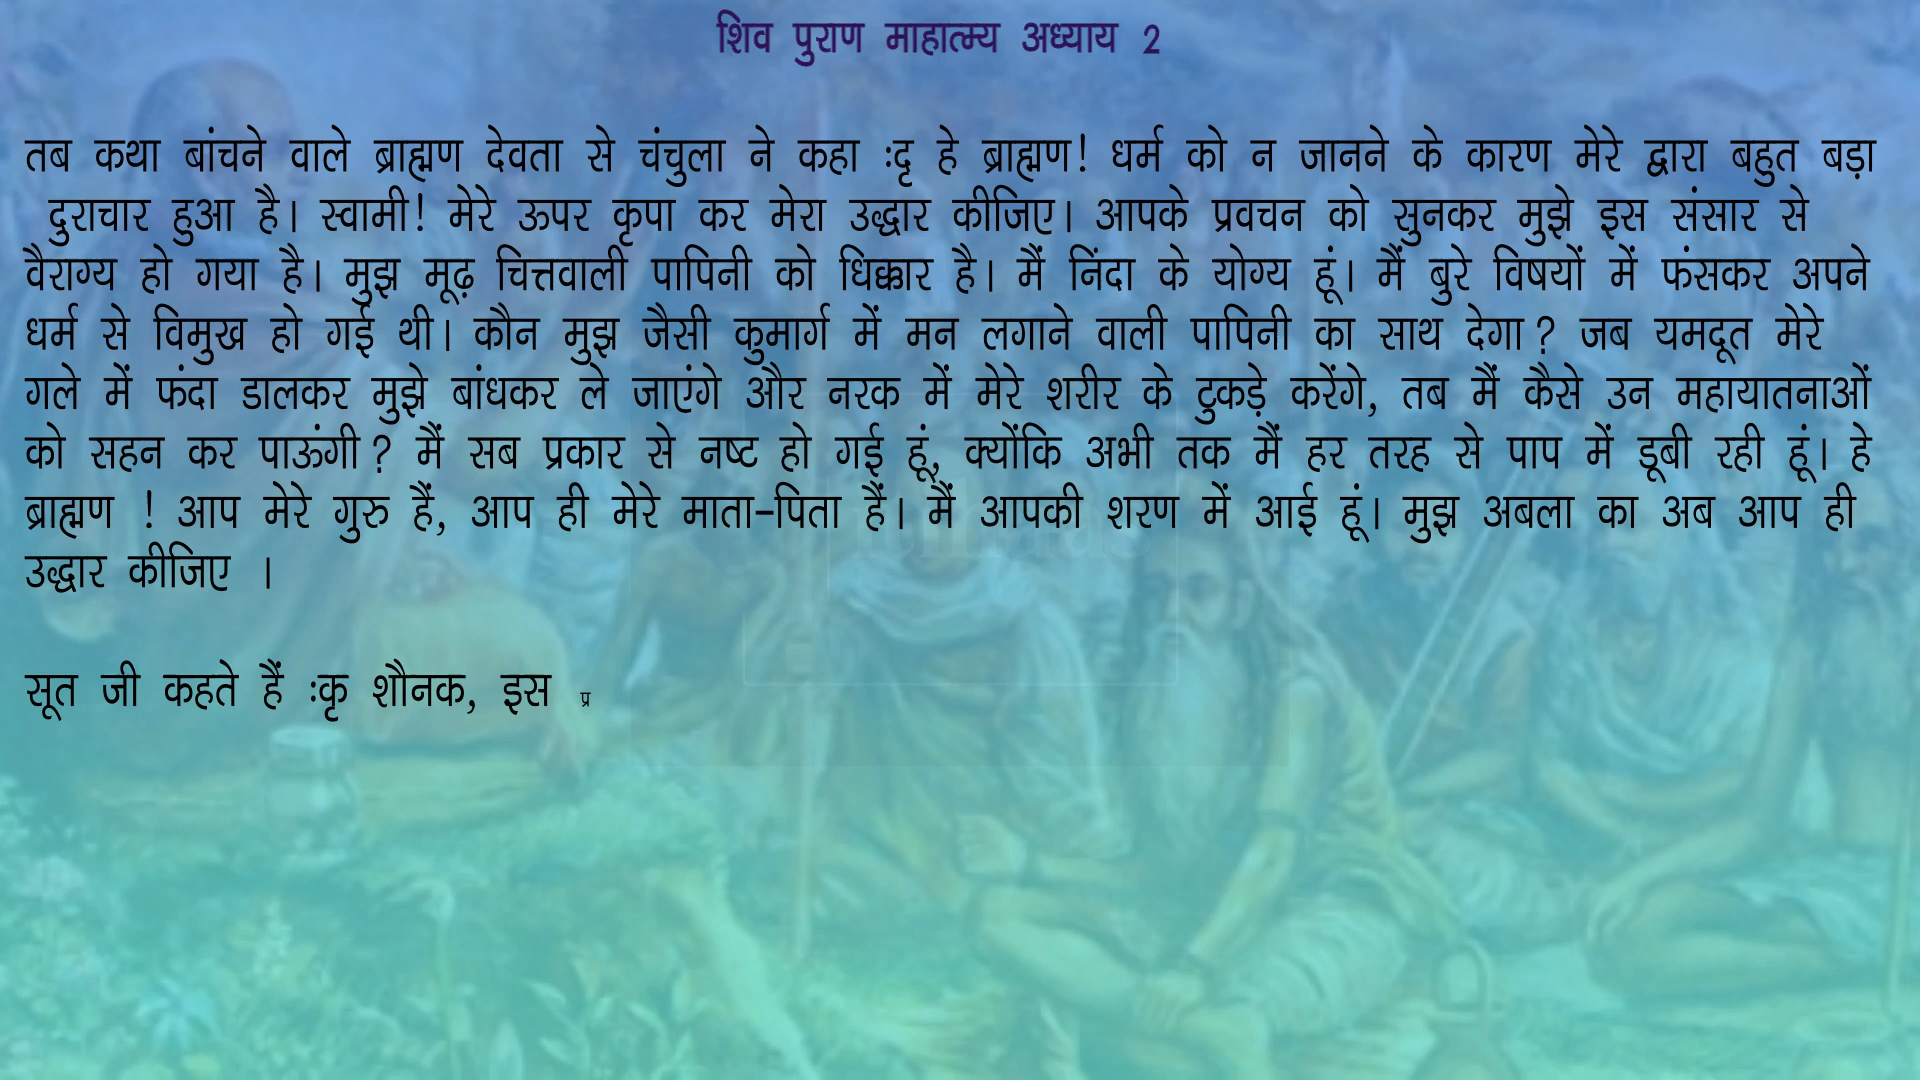 शिव पुराण माहात्म्य अध्याय 2
तब कथा बांचने वाले ब्राह्मण देवता से चंचुला ने कहा ःदृ हे ब्राह्मण! धर्म को न जानने के कारण मेरे द्वारा बहुत बड़ा
दुराचार हुआ है। स्वामी! मेरे ऊपर कृपा कर मेरा उद्धार कीजिए। आपके प्रवचन को सुनकर मुझे इस संसार से
वैराग्य हो गया है। मुझ मूढ़ चित्तवाली पापिनी को धिक्कार है। मैं निंदा के योग्य हूं। मैं बुरे विषयों में फंसकर अपने
धर्म से विमुख हो गई थी। कौन मुझ जैसी कुमार्ग में मन लगाने वाली पापिनी का साथ देगा? जब यमदूत मेरे
गले में फंदा डालकर मुझे बांधकर ले जाएंगे और नरक में मेरे शरीर के टुकड़े करेंगे, तब मैं कैसे उन महायातनाओं
को सहन कर पाऊंगी? मैं सब प्रकार से नष्ट हो गई हूं, क्योंकि अभी तक मैं हर तरह से पाप में डूबी रही हूं। हे
ब्राह्मण ! आप मेरे गुरु हैं, आप ही मेरे माता-पिता हैं। मैं आपकी शरण में आई हूं। मुझ अबला का अब आप ही
उद्धार कीजिए ।
सूत जी कहते हैं ःकृ शौनक, इस प्र